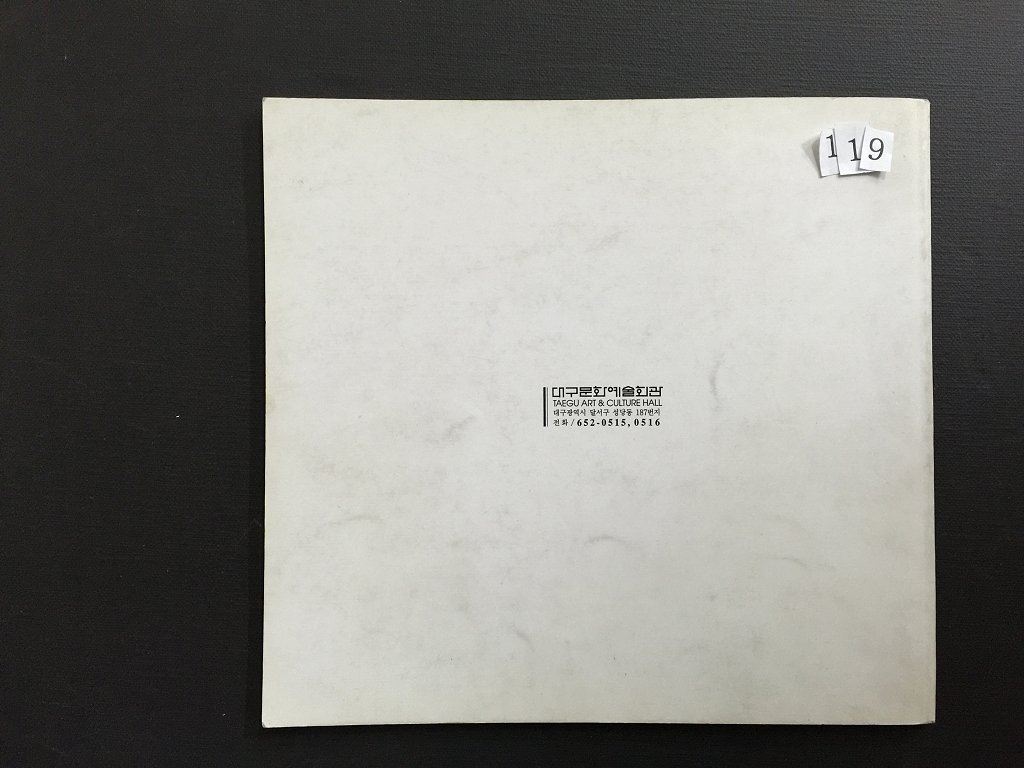 119
대구문화예술회관
TAEGU ART & CULTURE HALL
대구광역시 달서구 성당동 187번지
전화 / 652-0515, 0516